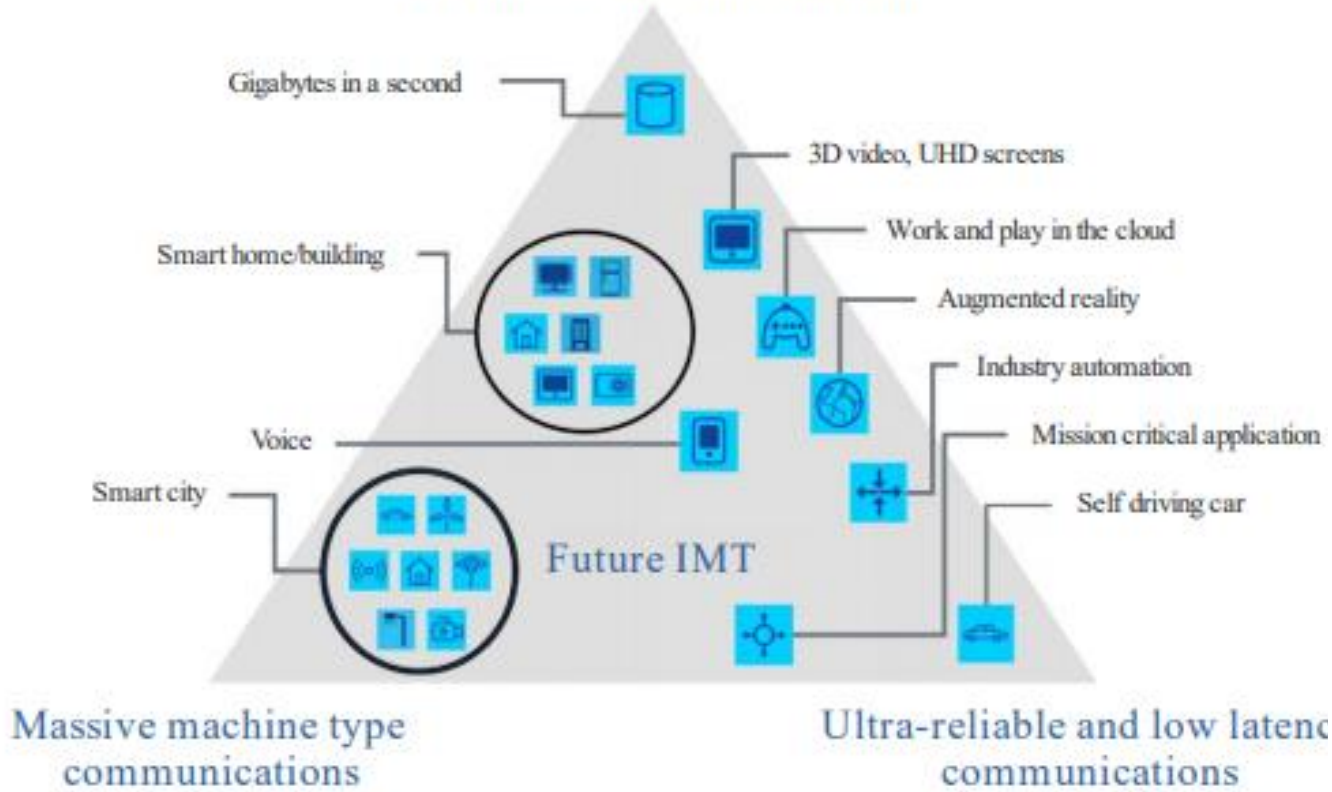 Gigabytes in a second
3D video, UHD screens
Smart home/building
Work and play in the cloud
Augmented reality
Industry automation
Voice
Mission critical application
Smart city
Self driving car
Future IMT
Massive machine type
communications
Ultra-reliable and low latenc
communications